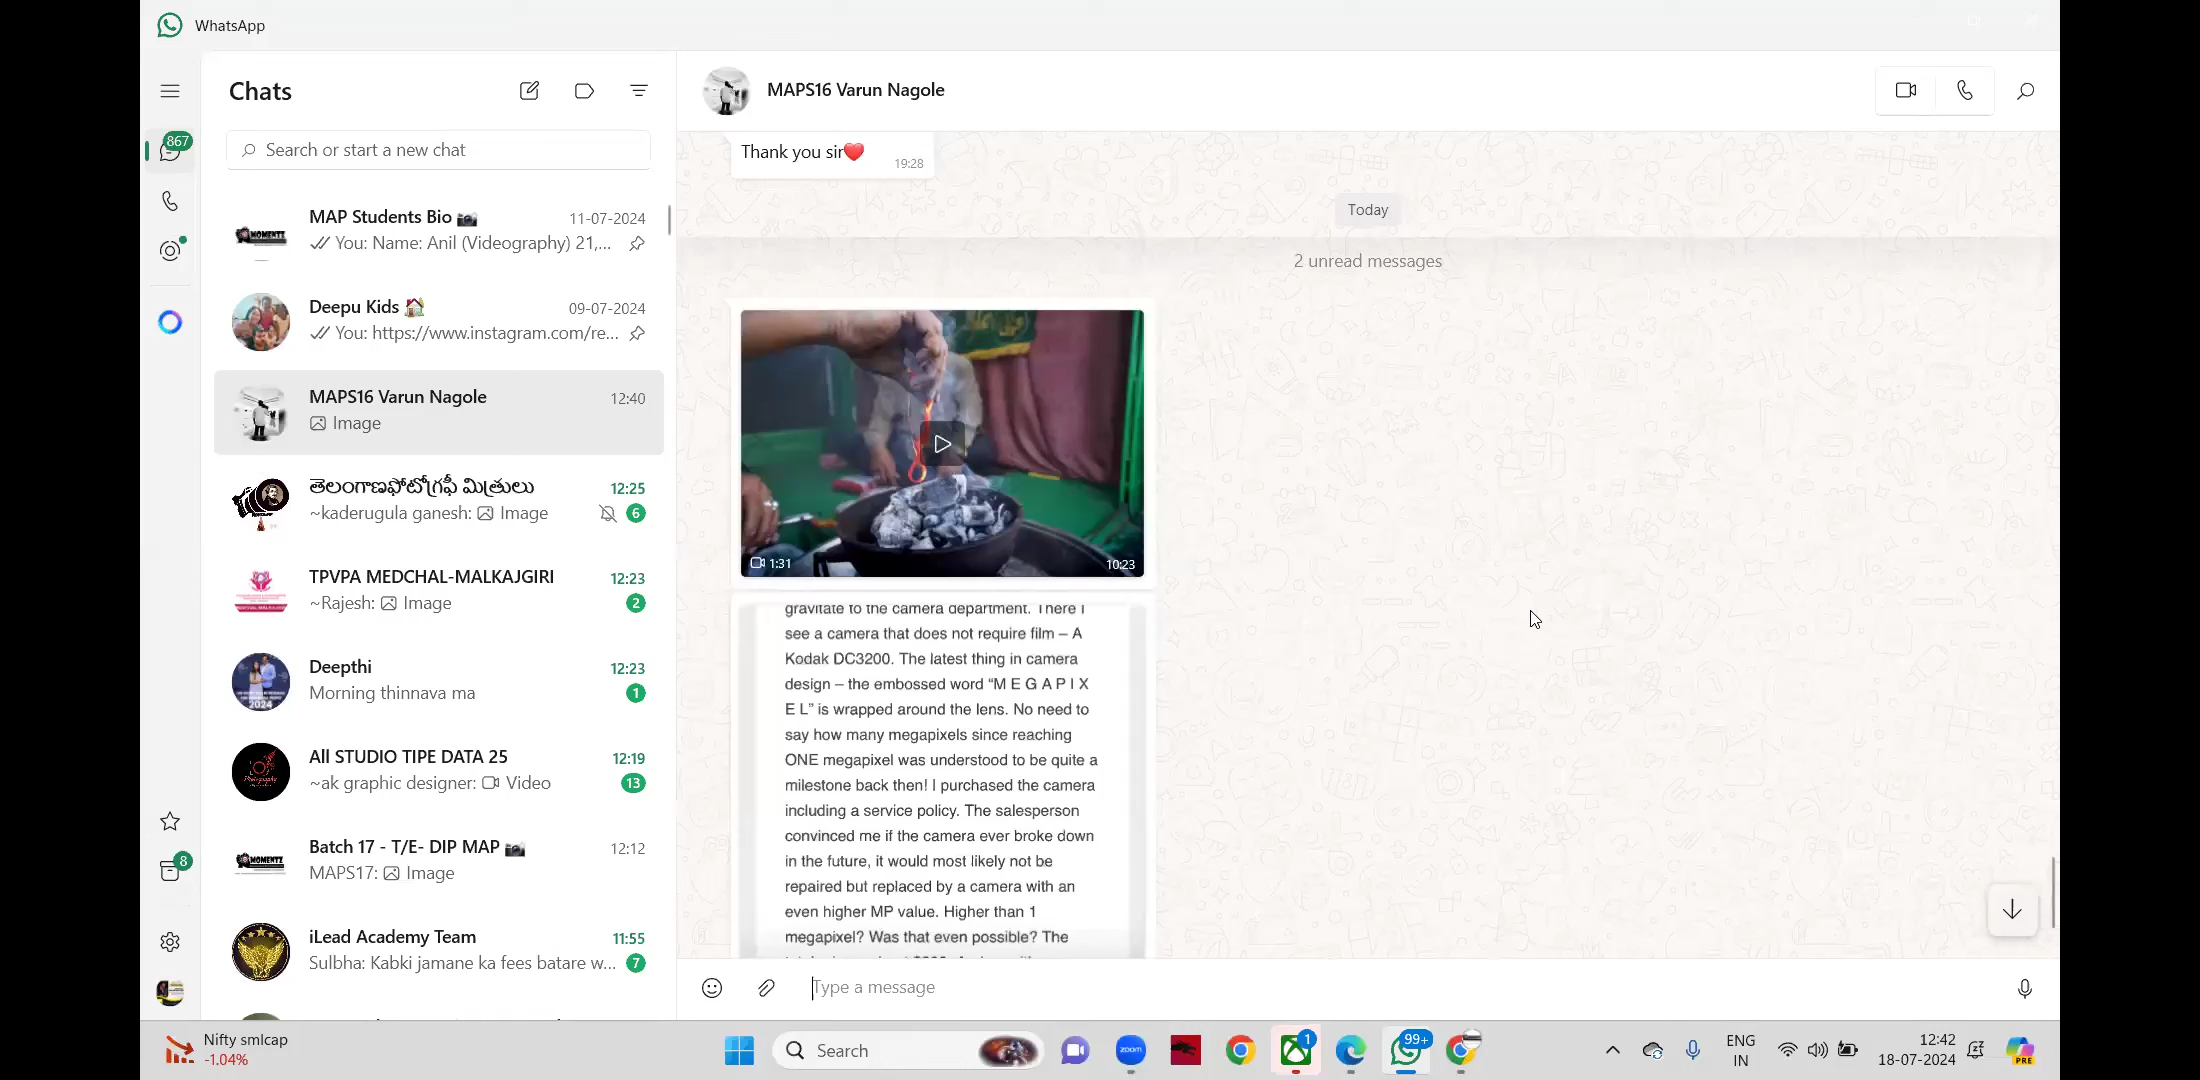 WhatsApp
Chats
Search or start a new chat
867
MAP Students Bio
11-07-2024
You: Name: Anil (Videography) 21,...
Deepu Kids
09-07-2024
You: https://www.instagram.com/re...
MAPS16 Varun Nagole
12:40
Image
తెలంగాణఫోటోగ్రఫీ మిత్రులు
12:25
~kaderugula ganesh: Image
6
TPVPA MEDCHAL-MALKAJGIRI
12:23
~Rajesh: Image
2
Deepthi
12:23
Morning thinnava ma
1
2024
All STUDIO TIPE DATA 25
12:19
~ak graphic designer: Video
13
Batch 17 - T/E- DIP MAP
12:12
MAPS17: Image
8
iLead Academy Team
11:55
Sulbha: Kabki jamane ka fees batare w...
7
MAPS16 Varun Nagole
Thank you sir❤️
19:28
Today
2 unread messages
1:31
10:23
gravitate to the camera department. There I
see a camera that does not require film – A
Kodak DC3200. The latest thing in camera
design – the embossed word “M E G A P I X
E L” is wrapped around the lens. No need to
say how many megapixels since reaching
ONE megapixel was understood to be quite a
milestone back then! I purchased the camera
including a service policy. The salesperson
convinced me if the camera ever broke down
in the future, it would most likely not be
repaired but replaced by a camera with an
even higher MP value. Higher than 1
megapixel? Was that even possible? The
Type a message
Nifty smlcap
-1.04%
Search
zoom
1
99+
ENG
IN
12:42
18-07-2024
PRE